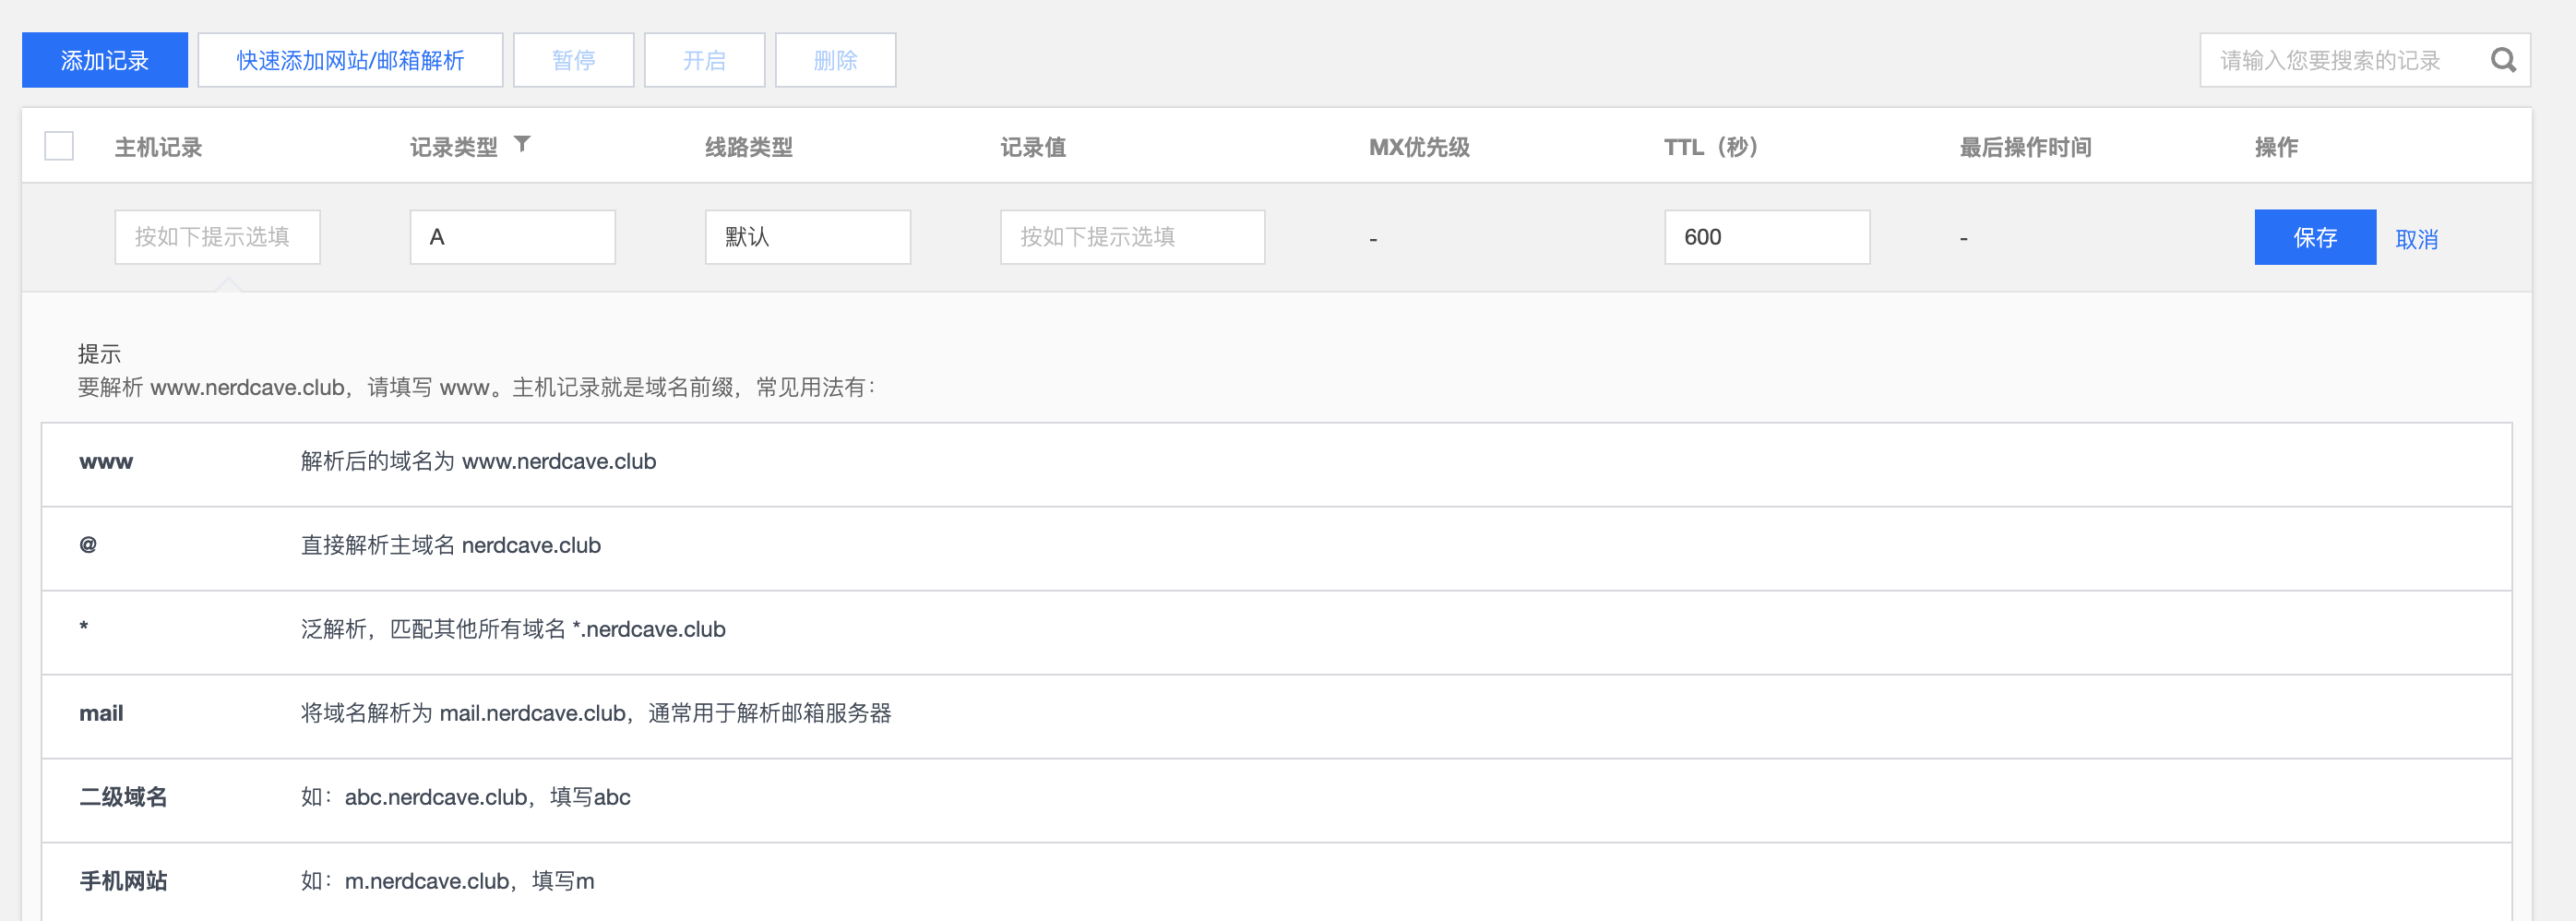 添加记录 快速添加网站/邮箱解析 暂停 开启 删除 请输入您要搜索的记录
主机记录 记录类型 线路类型 记录值 MX优先级 TTL（秒） 最后操作时间 操作
按如下提示选填 A 默认 按如下提示选填 - 600 - 保存 取消
提示
要解析 www.nerdcave.club，请填写 www。主机记录就是域名前缀，常见用法有：
www 解析后的域名为 www.nerdcave.club
@ 直接解析主域名 nerdcave.club
* 泛解析，匹配其他所有域名 *.nerdcave.club
mail 将域名解析为 mail.nerdcave.club，通常用于解析邮箱服务器
二级域名 如：abc.nerdcave.club，填写abc
手机网站 如：m.nerdcave.club，填写m